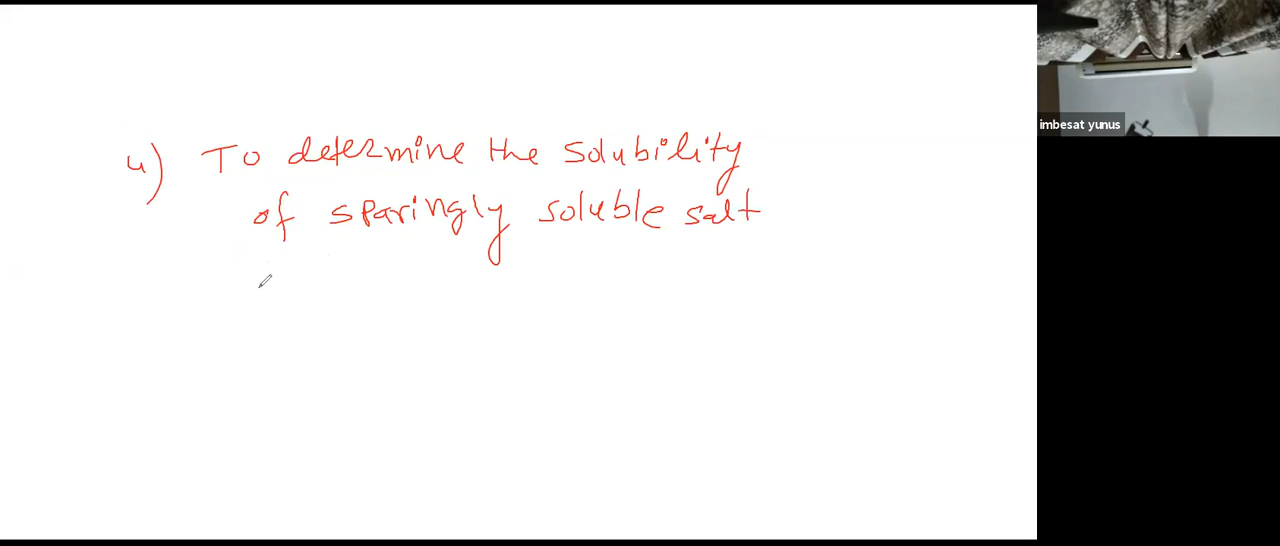 4) To determine the solubility
of sparingly soluble salt
imbesat yunus